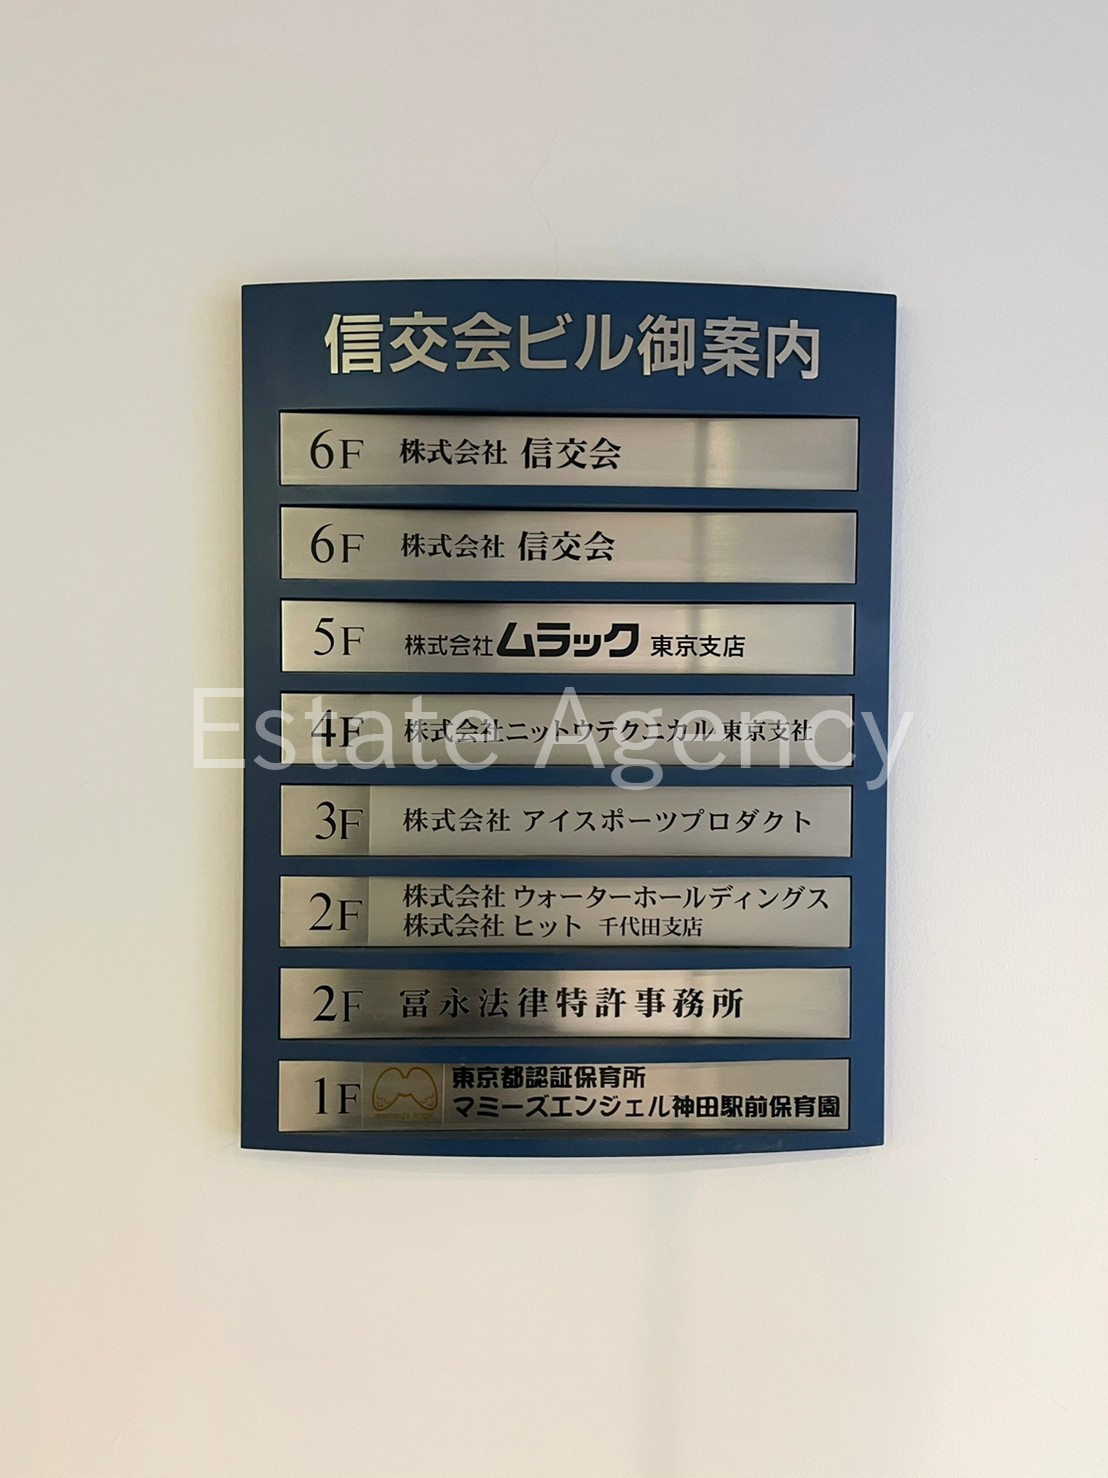 信交会ビル御案内
6F 株式会社 信交会
6F 株式会社 信交会
5F 株式会社ムラック 東京支店
Estate Agency
4F 株式会社ニットウテクニカル 東京支社
3F 株式会社 アイスポーツプロダクト
2F 株式会社 ウォーターホールディングス
株式会社 ヒット 千代田支店
2F 冨永法律特許事務所
1F 東京都認証保育所
マミーズエンジェル神田駅前保育園